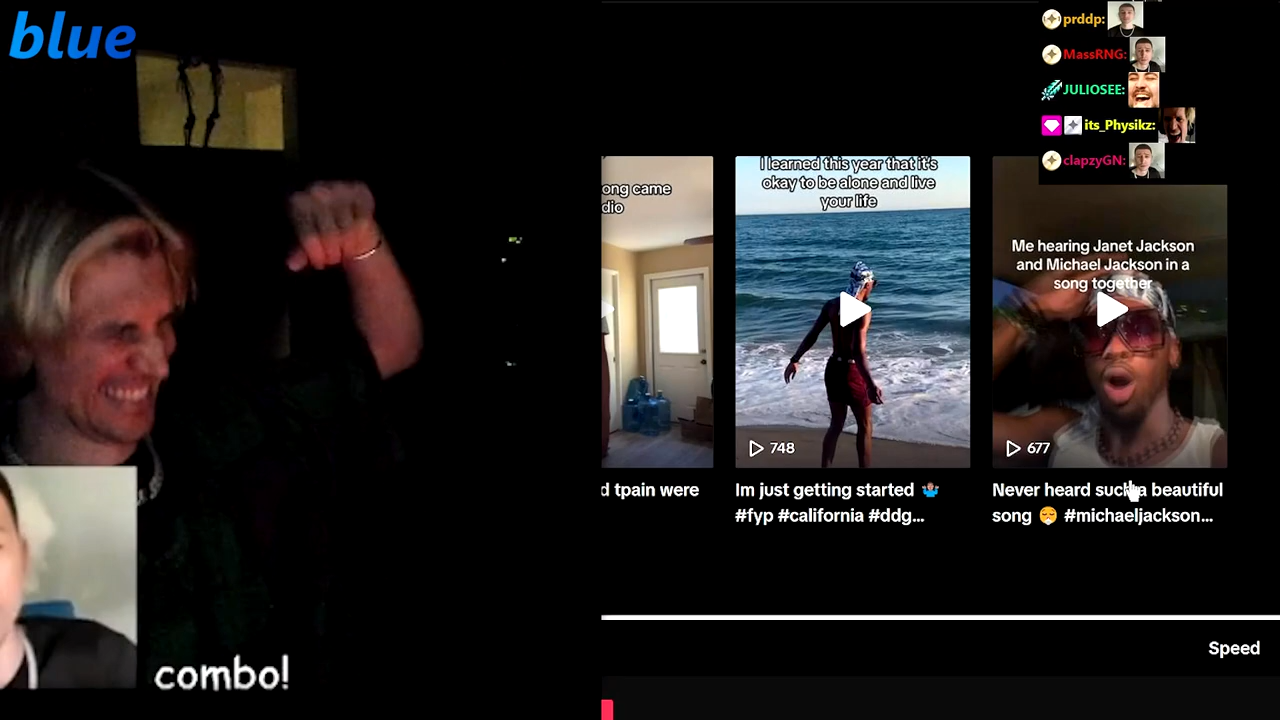 blue
combo!
prddp:
MassRNG:
JULIOSEE:
its_Physikz:
clapzyGN:
ong came
dio
I learned this year that it's
okay to be alone and live
your life
Me hearing Janet Jackson
and Michael Jackson in a
song together
748
677
d tpain were
Im just getting started 🤷🏾‍♂️
#fyp #california #ddg...
Never heard such a beautiful
song 😮‍💨 #michaeljackson...
Speed